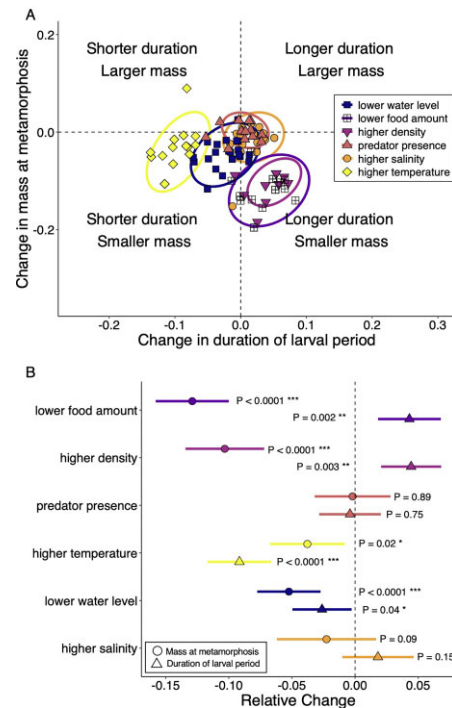 A
Shorter duration
Larger mass
Longer duration
Larger mass
lower water level
lower food amount
higher density
predator presence
higher salinity
higher temperature
Shorter duration
Smaller mass
Longer duration
Smaller mass
Change in mass at metamorphosis
0.2
0.0
-0.2
-0.2
-0.1
0.0
0.1
0.2
0.3
Change in duration of larval period
B
lower food amount
P < 0.0001 ***
P = 0.002 **
higher density
P < 0.0001 ***
P = 0.003 **
predator presence
P = 0.89
P = 0.75
higher temperature
P = 0.02 *
P < 0.0001 ***
lower water level
P < 0.0001 ***
P = 0.04 *
higher salinity
P = 0.09
P = 0.15
Mass at metamorphosis
Duration of larval period
-0.15
-0.10
-0.05
0.00
0.05
Relative Change